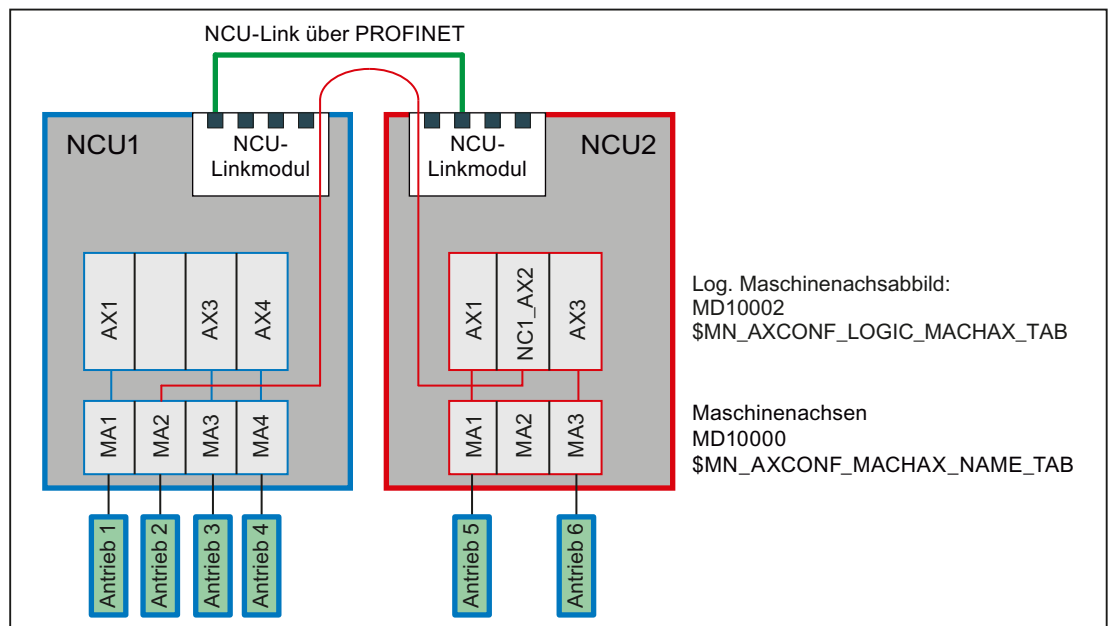 NCU-Link über PROFINET
NCU1
NCU-
Linkmodul
NCU-
Linkmodul
NCU2
AX1
AX3
AX4
AX1
NC1_AX2
AX3
Log. Maschinenachsabbild:
MD10002
$MN_AXCONF_LOGIC_MACHAX_TAB
MA1
MA2
MA3
MA4
MA1
MA2
MA3
Maschinenachsen
MD10000
$MN_AXCONF_MACHAX_NAME_TAB
Antrieb 1
Antrieb 2
Antrieb 3
Antrieb 4
Antrieb 5
Antrieb 6